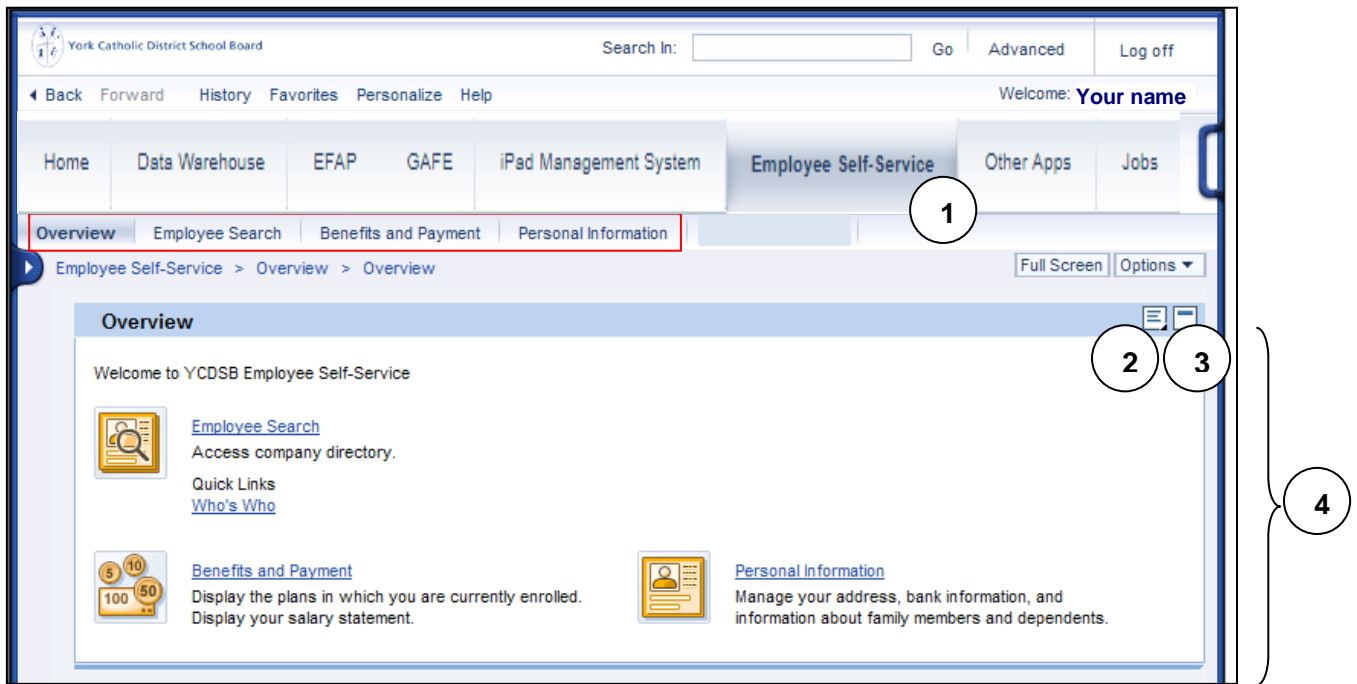 York Catholic District School Board
Search In:
Go
Advanced
Log off
Back Forward History Favorites Personalize Help
Welcome: Your name
Home Data Warehouse EFAP GAFE iPad Management System Employee Self-Service Other Apps Jobs
1
Overview Employee Search Benefits and Payment Personal Information
Employee Self-Service > Overview > Overview
Full Screen Options
Overview
2
3
Welcome to YCDSB Employee Self-Service
Employee Search
Access company directory.
Quick Links
Who's Who
4
5 10
100 50
Benefits and Payment
Display the plans in which you are currently enrolled.
Display your salary statement.
Personal Information
Manage your address, bank information, and
information about family members and dependents.